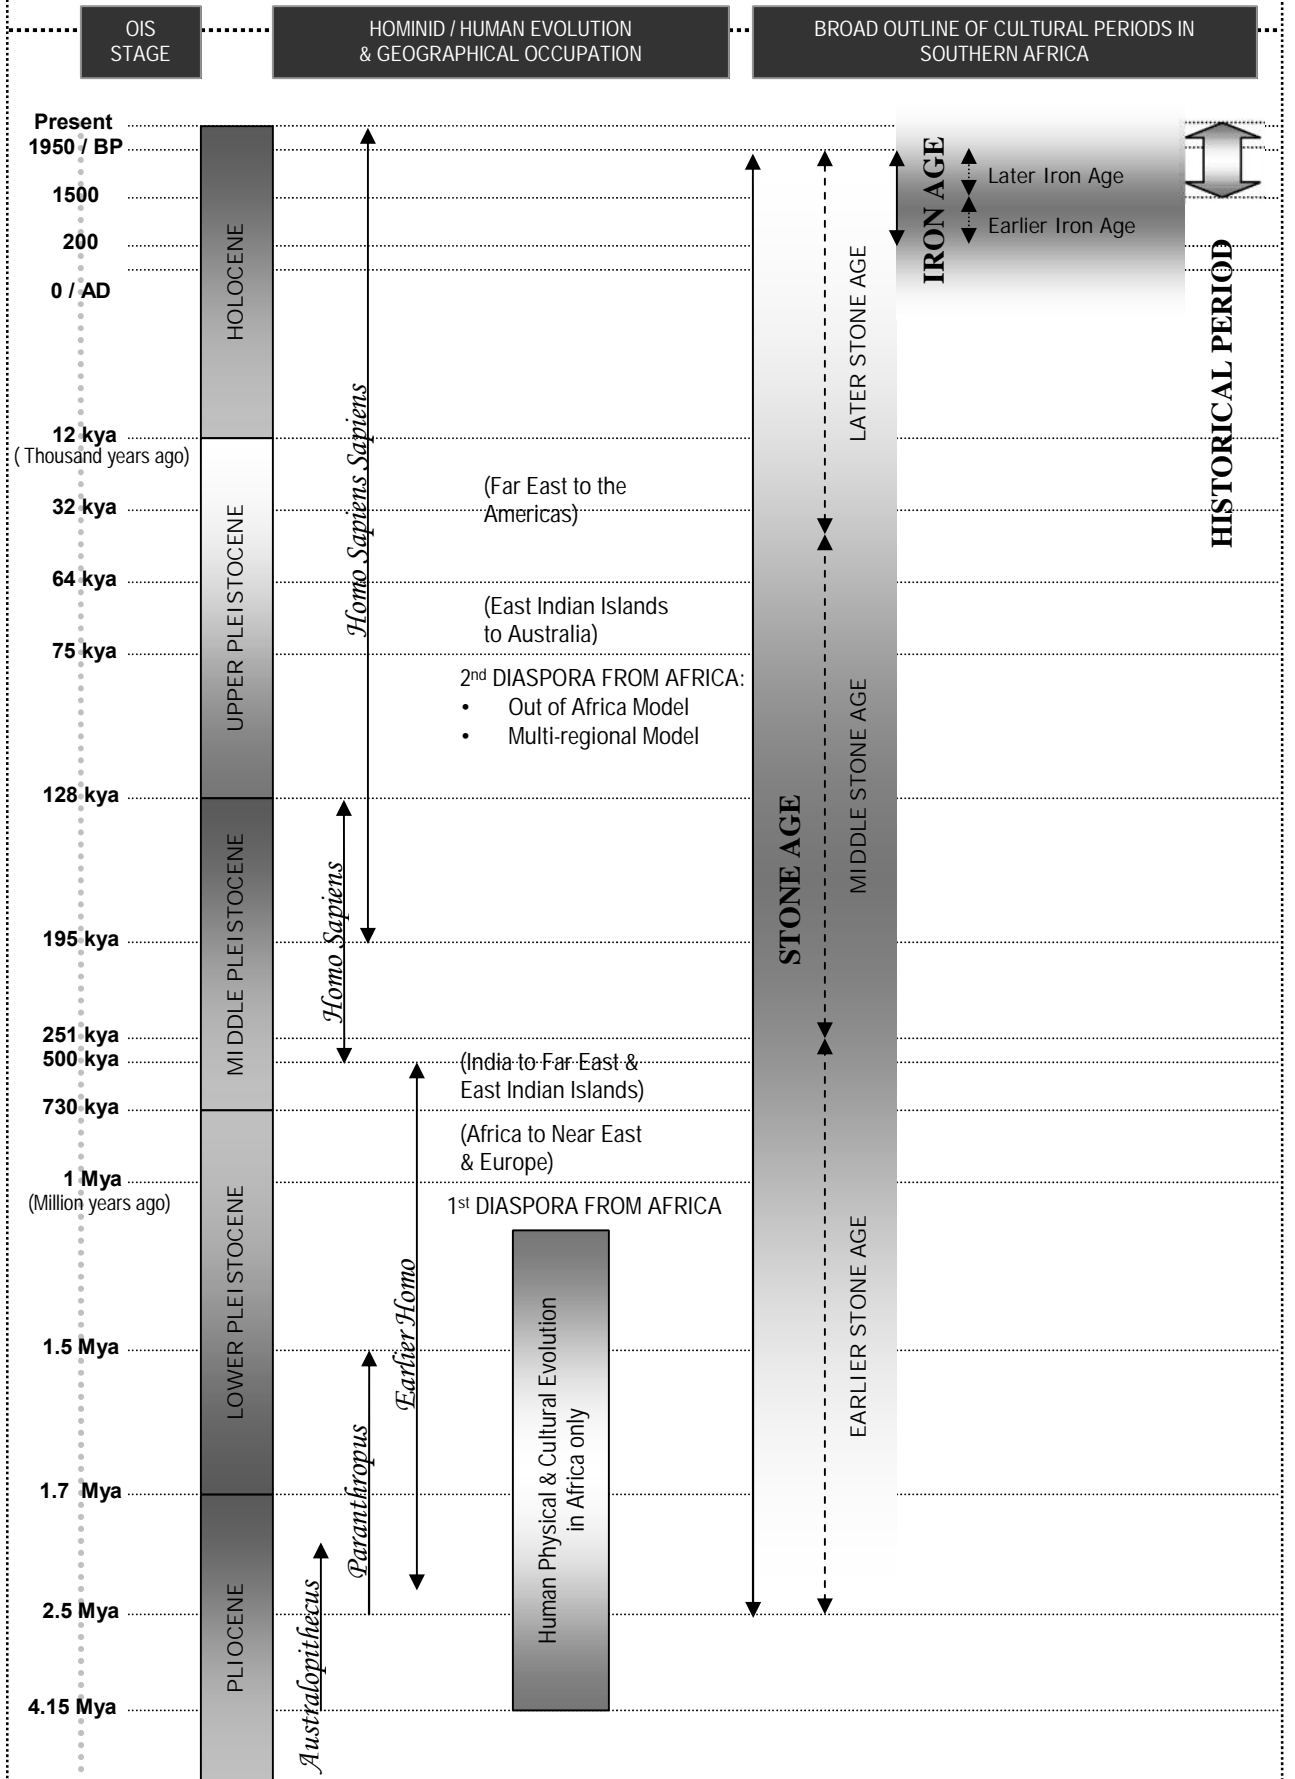 OIS
STAGE
HOMINID / HUMAN EVOLUTION
& GEOGRAPHICAL OCCUPATION
BROAD OUTLINE OF CULTURAL PERIODS IN
SOUTHERN AFRICA
Present
1950 / BP
1500
200
0 / AD
12 kya
( Thousand years ago)
32 kya
64 kya
75 kya
128 kya
195 kya
251 kya
500 kya
730 kya
1 Mya
(Million years ago)
1.5 Mya
1.7 Mya
2.5 Mya
4.15 Mya
HOLOCENE
UPPER PLEISTOCENE
MIDDLE PLEISTOCENE
LOWER PLEISTOCENE
PLIOCENE
Homo Sapiens Sapiens
Homo Sapiens
Earlier Homo
Paranthropus
Australopithecus
(Far East to the
Americas)
(East Indian Islands
to Australia)
2nd DIASPORA FROM AFRICA:
• Out of Africa Model
• Multi-regional Model
(India to Far East &
East Indian Islands)
(Africa to Near East
& Europe)
1st DIASPORA FROM AFRICA
Human Physical & Cultural Evolution
in Africa only
STONE AGE
LATER STONE AGE
MIDDLE STONE AGE
EARLIER STONE AGE
IRON AGE
Later Iron Age
Earlier Iron Age
HISTORICAL PERIOD